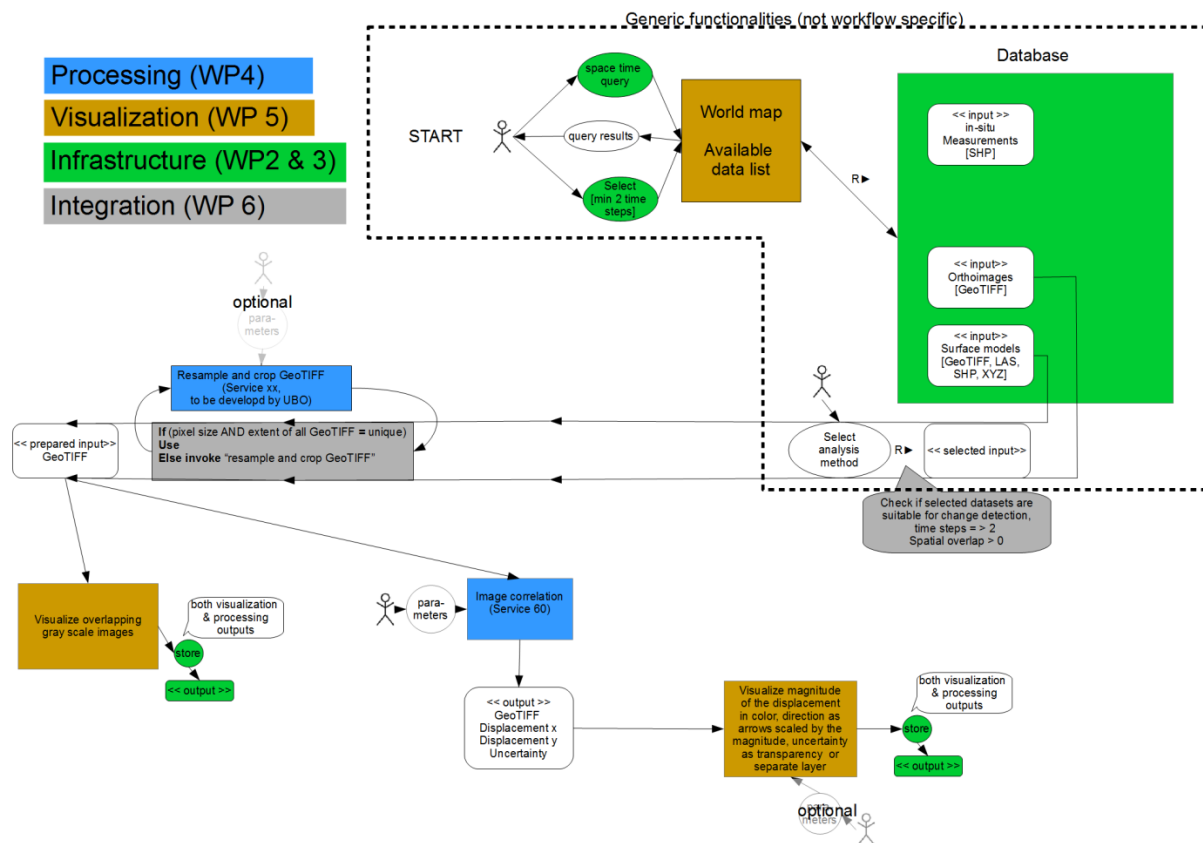 Generic functionalities (not workflow specific)
Processing (WP4)
Visualization (WP 5)
Infrastructure (WP2 & 3)
Integration (WP 6)
START
space time
query
query results
Select
[min 2 time
steps]
World map
Available
data list
R►
Database
<< input >>
in-situ
Measurements
[SHP]
<< input>>
Orthoimages
[GeoTIFF]
<< input>>
Surface models
[GeoTIFF, LAS,
SHP, XYZ]
optional
para-
meters
Resample and crop GeoTIFF
(Service xx,
to be developd by UBO)
<< prepared input>>
GeoTIFF
If (pixel size AND extent of all GeoTIFF = unique)
Use
Else invoke “resample and crop GeoTIFF”
Select
analysis
method
R►
<< selected input>>
Check if selected datasets are
suitable for change detection,
time steps = > 2
Spatial overlap > 0
Visualize overlapping
gray scale images
both visualization
& processing
outputs
store
<< output >>
para-
meters
Image correlation
(Service 60)
<< output >>
GeoTIFF
Displacement x
Displacement y
Uncertainty
Visualize magnitude
of the displacement
in color, direction as
arrows scaled by the
magnitude, uncertainty
as transparency or
separate layer
both visualization
& processing
outputs
store
<< output >>
para-
optional
meters